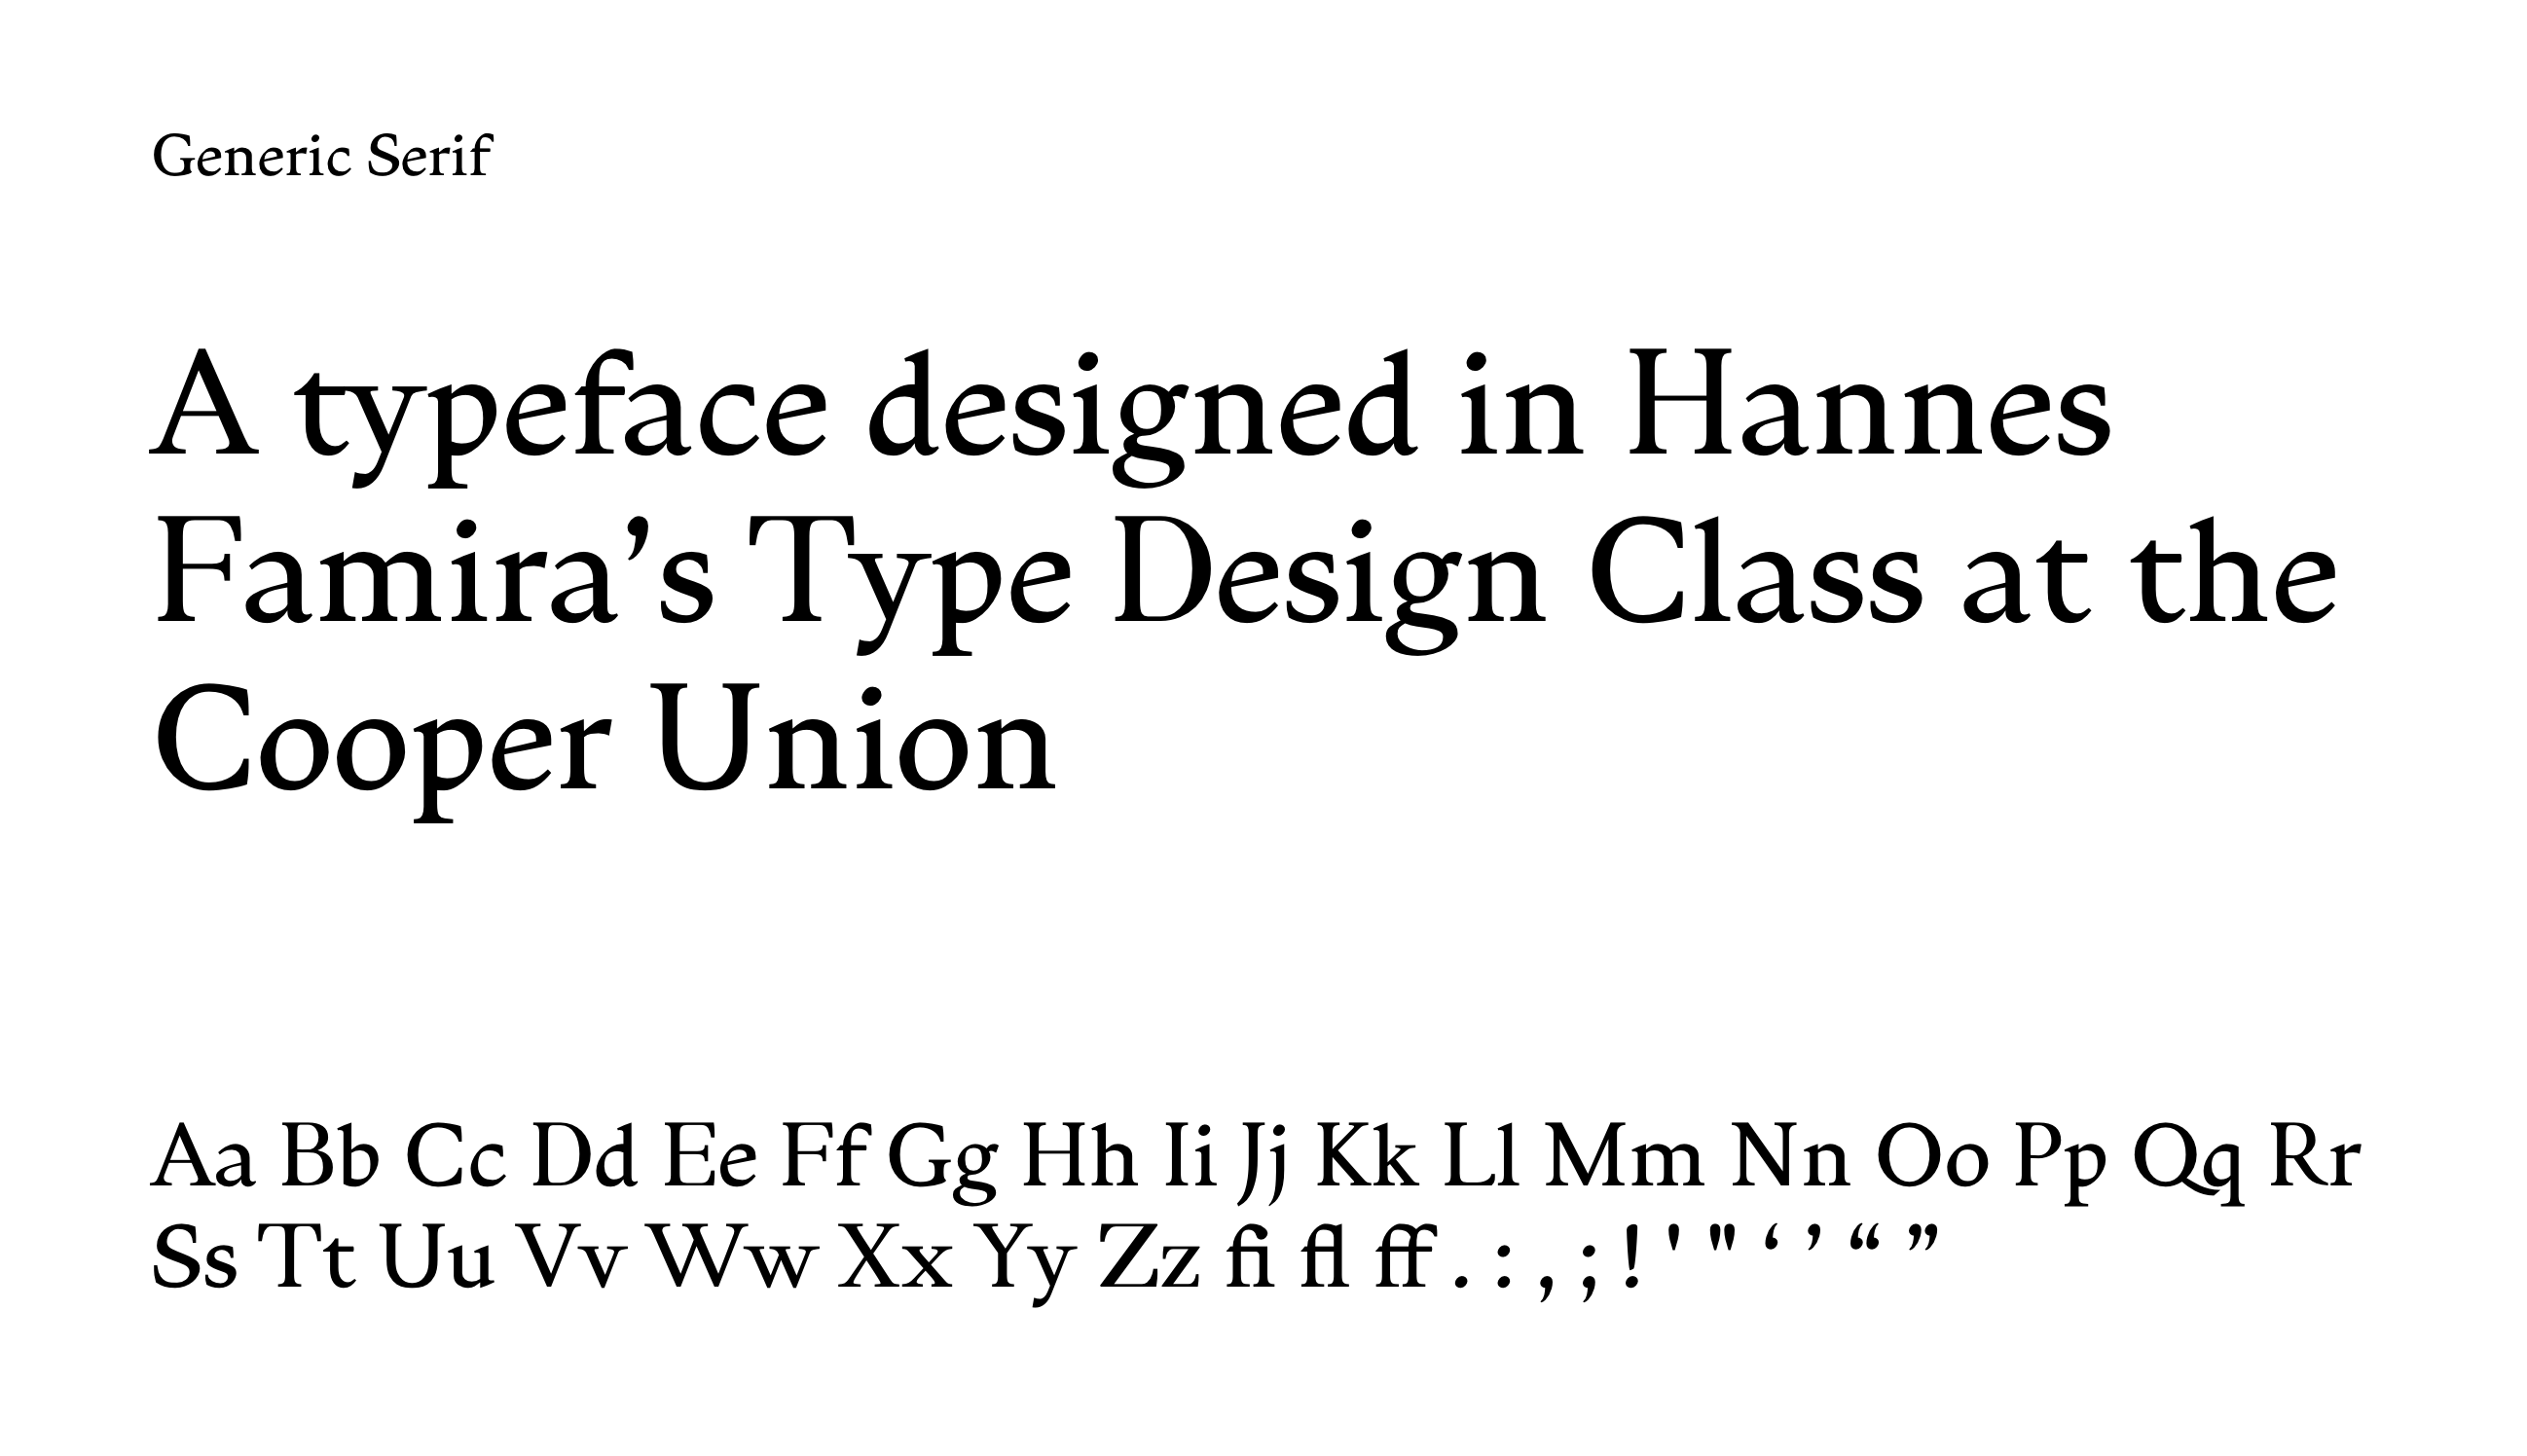 Generic Serif
A typeface designed in Hannes
Famira’s Type Design Class at the
Cooper Union
Aa Bb Cc Dd Ee Ff Gg Hh Ii Jj Kk Ll Mm Nn Oo Pp Qq Rr
Ss Tt Uu Vv Ww Xx Yy Zz fi fl ff . : , ; ! ' " ‘ ’ “ ”